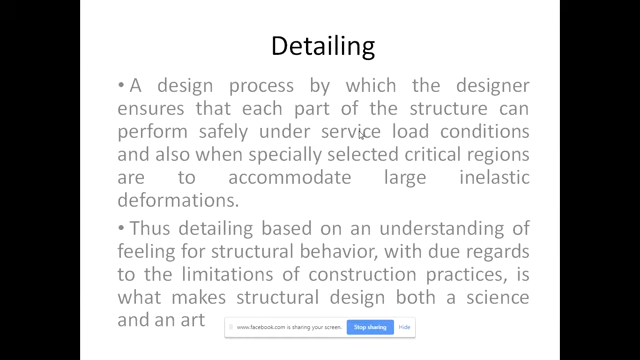 Detailing
• A design process by which the designer
ensures that each part of the structure can
perform safely under service load conditions
and also when specially selected critical regions
are to accommodate large inelastic
deformations.
• Thus detailing based on an understanding of
feeling for structural behavior, with due regards
to the limitations of construction practices, is
what makes structural design both a science
and an art
www.facebook.com is sharing your screen. Stop sharing Hide